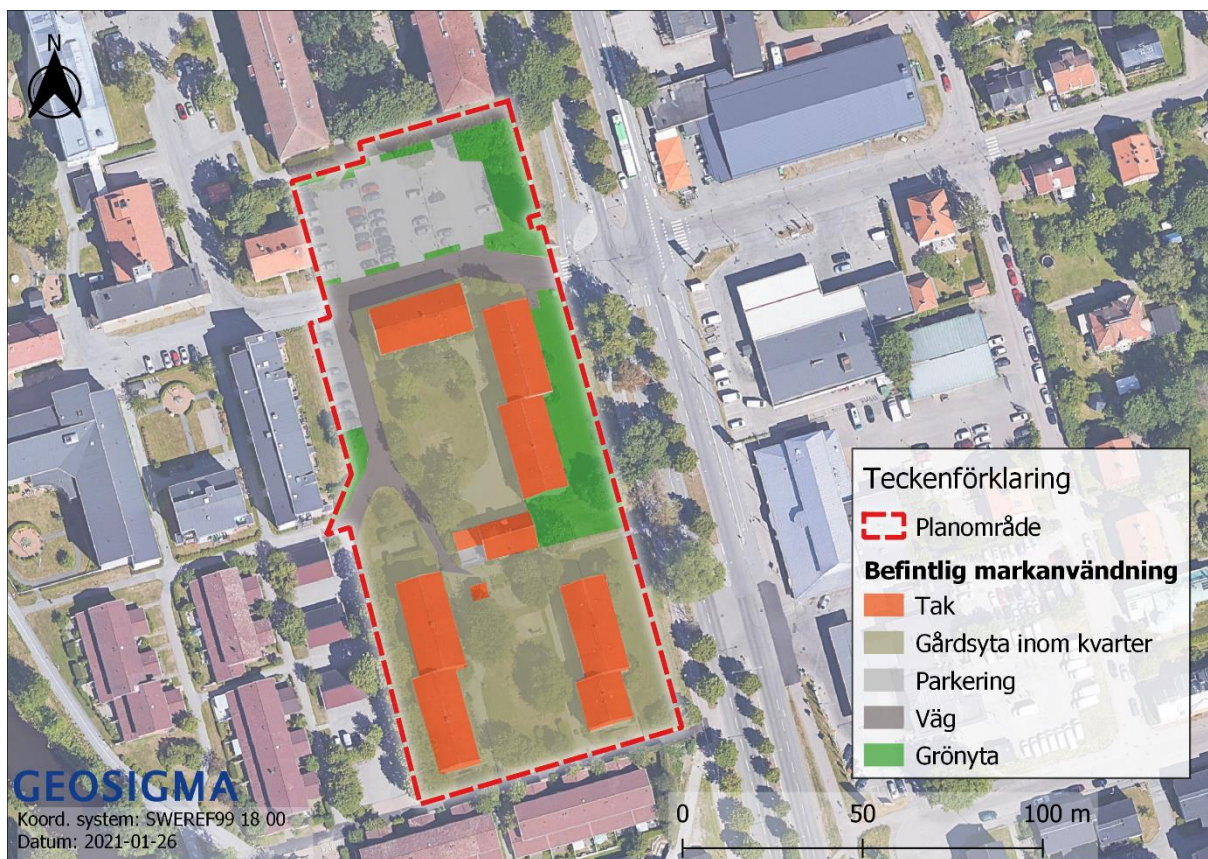 N
Teckenförklaring
Planområde
Befintlig markanvändning
Tak
Gårdsyta inom kvarter
Parkering
Väg
Grönyta
GEOSIGMA
Koord. system: SWEREF99 18 00
Datum: 2021-01-26
0 50 100 m